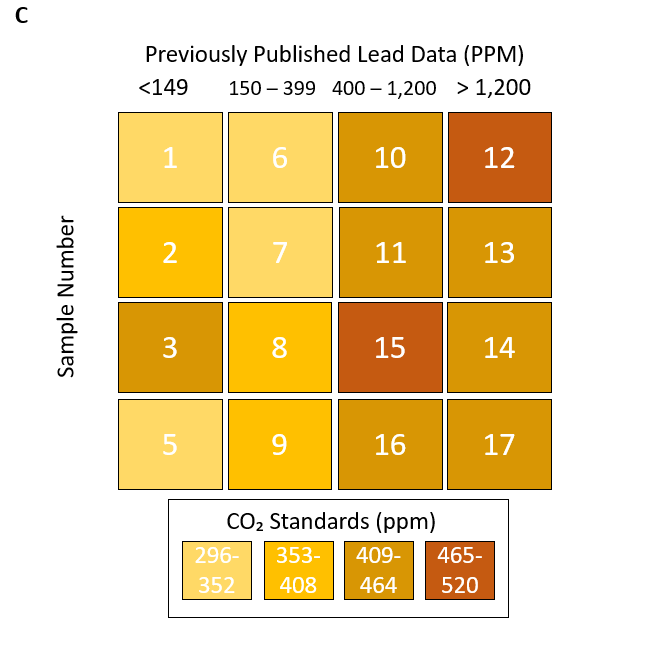 C
Previously Published Lead Data (PPM)
<149 150 – 399 400 – 1,200 > 1,200
Sample Number
1 6 10 12
2 7 11 13
3 8 15 14
5 9 16 17
CO₂ Standards (ppm)
296-352 353-408 409-464 465-520